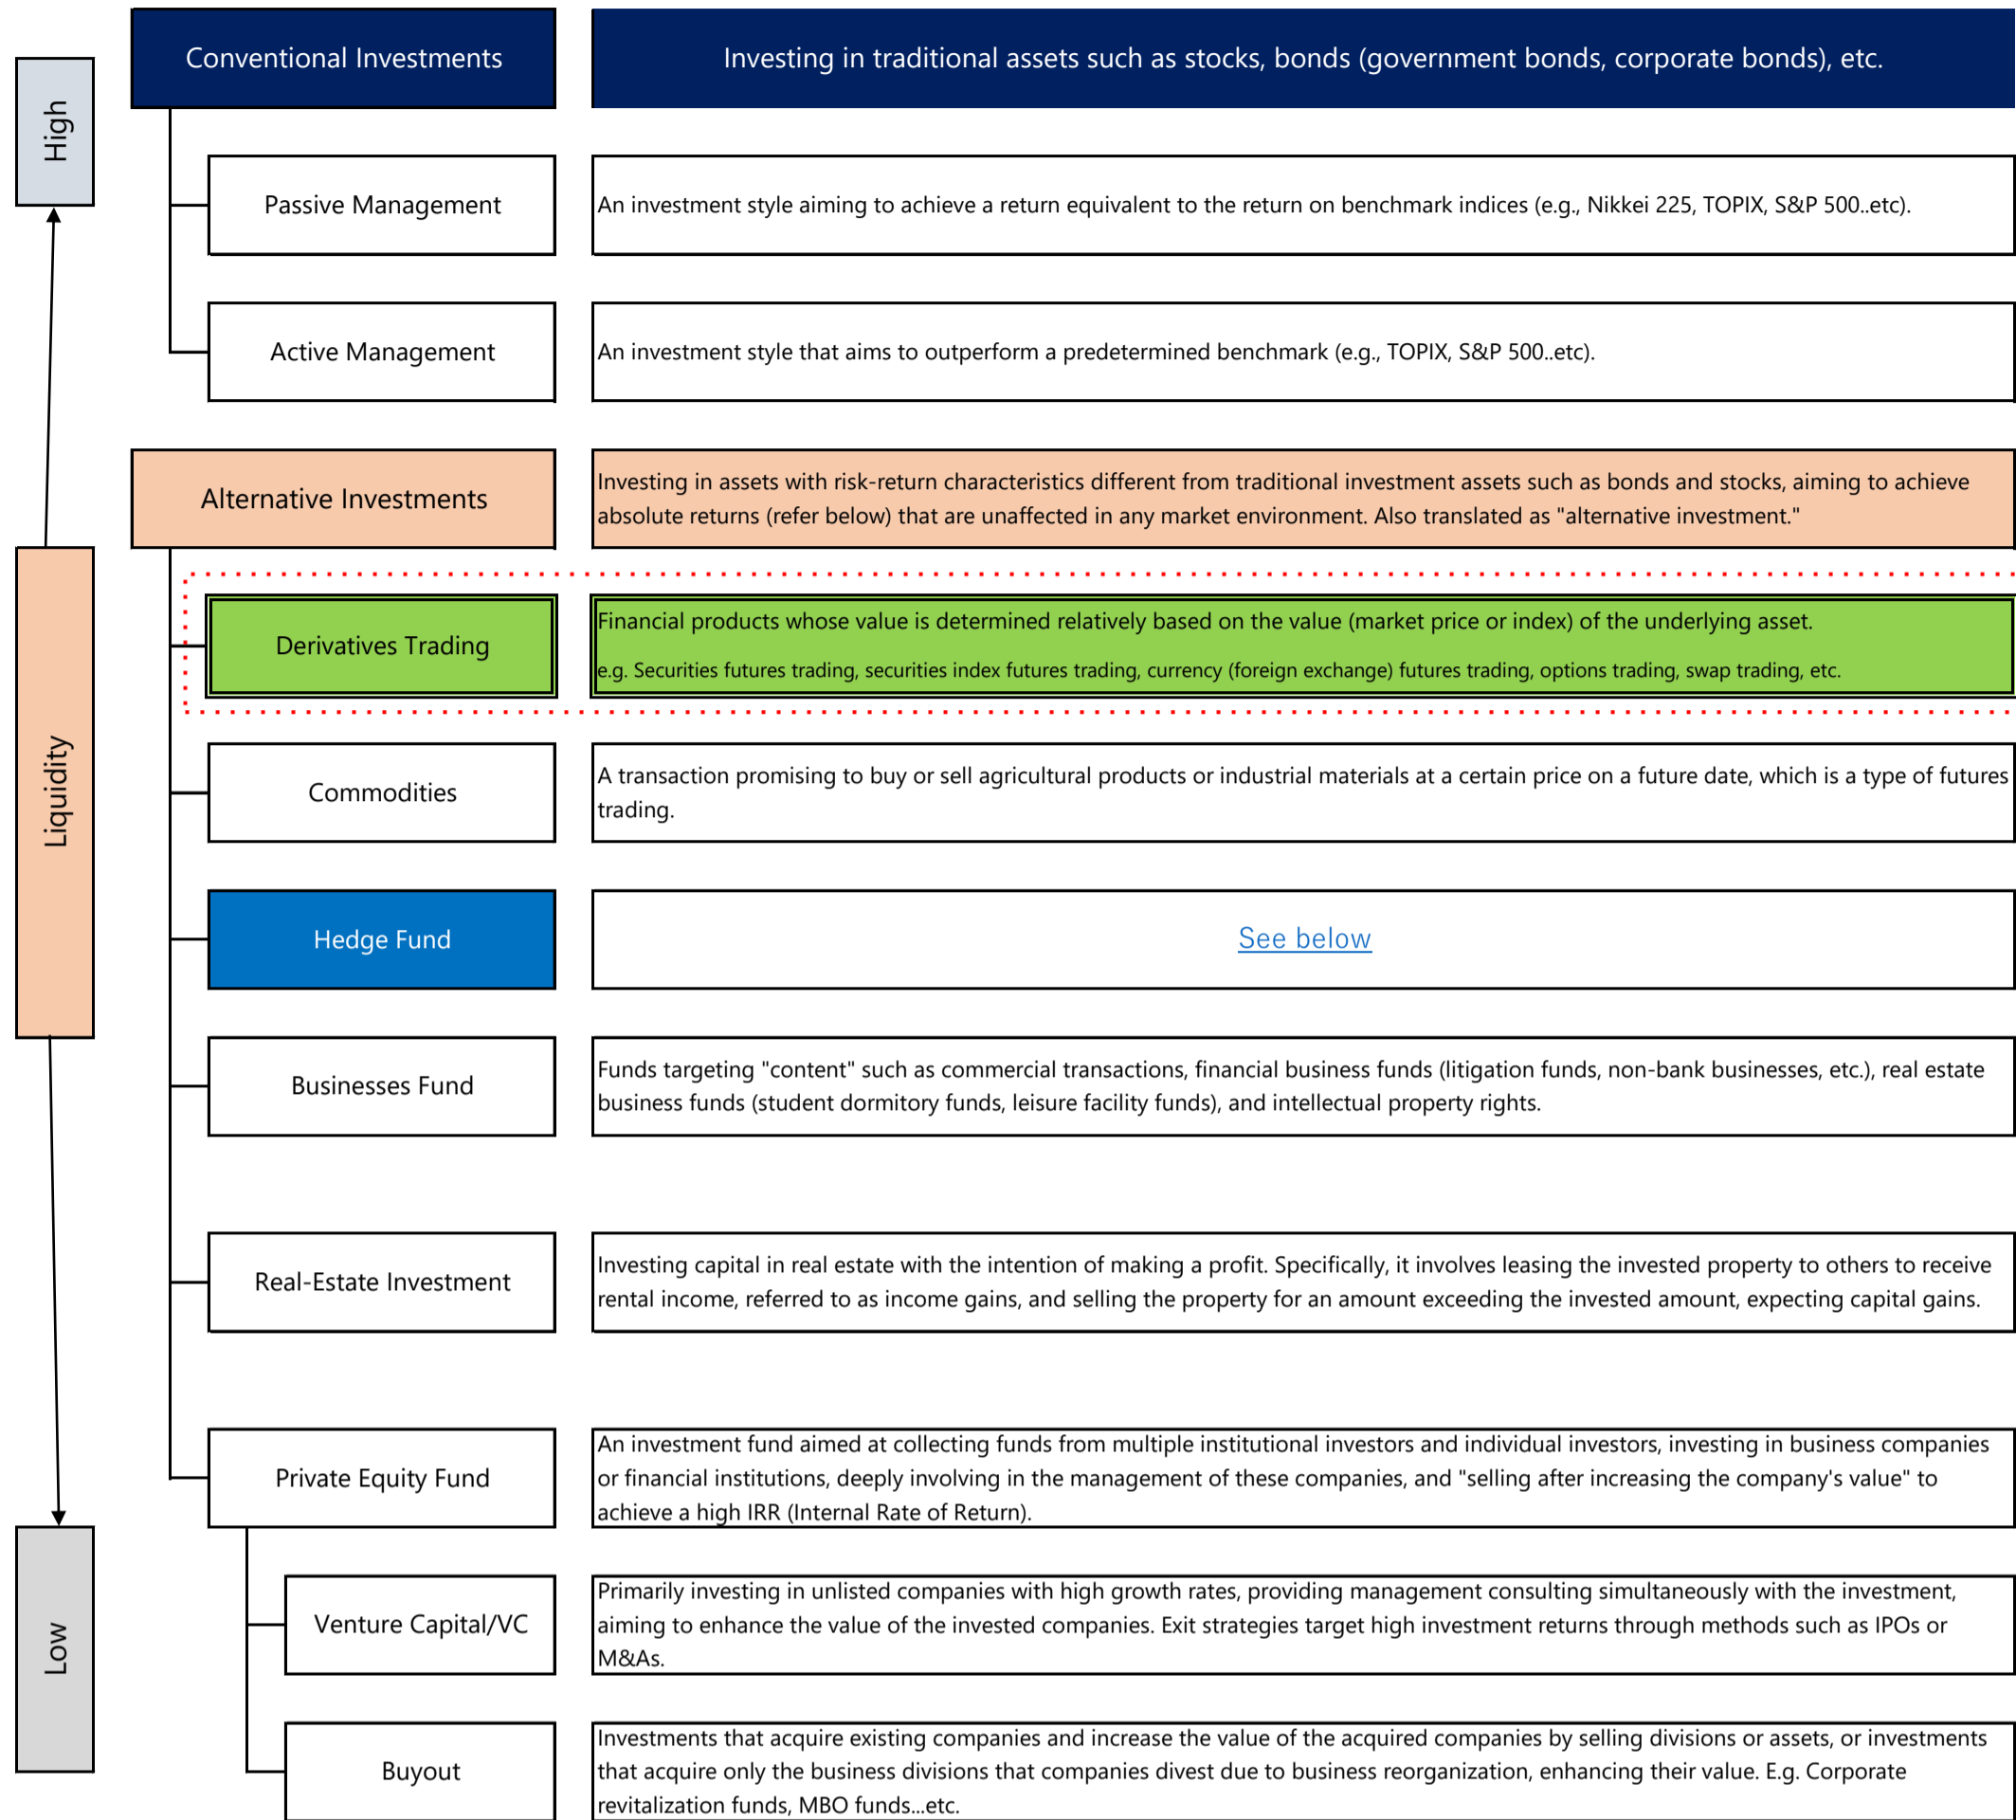 Conventional Investments
Investing in traditional assets such as stocks, bonds (government bonds, corporate bonds), etc.
High
Passive Management
An investment style aiming to achieve a return equivalent to the return on benchmark indices (e.g., Nikkei 225, TOPIX, S&P 500..etc).
Active Management
An investment style that aims to outperform a predetermined benchmark (e.g., TOPIX, S&P 500..etc).
Alternative Investments
Investing in assets with risk-return characteristics different from traditional investment assets such as bonds and stocks, aiming to achieve
absolute returns (refer below) that are unaffected in any market environment. Also translated as "alternative investment."
Liquidity
Derivatives Trading
Financial products whose value is determined relatively based on the value (market price or index) of the underlying asset.
e.g. Securities futures trading, securities index futures trading, currency (foreign exchange) futures trading, options trading, swap trading, etc.
Commodities
A transaction promising to buy or sell agricultural products or industrial materials at a certain price on a future date, which is a type of futures
trading.
Hedge Fund
See below
Businesses Fund
Funds targeting "content" such as commercial transactions, financial business funds (litigation funds, non-bank businesses, etc.), real estate
business funds (student dormitory funds, leisure facility funds), and intellectual property rights.
Real-Estate Investment
Investing capital in real estate with the intention of making a profit. Specifically, it involves leasing the invested property to others to receive
rental income, referred to as income gains, and selling the property for an amount exceeding the invested amount, expecting capital gains.
Private Equity Fund
An investment fund aimed at collecting funds from multiple institutional investors and individual investors, investing in business companies
or financial institutions, deeply involving in the management of these companies, and "selling after increasing the company's value" to
achieve a high IRR (Internal Rate of Return).
Low
Venture Capital/VC
Primarily investing in unlisted companies with high growth rates, providing management consulting simultaneously with the investment,
aiming to enhance the value of the invested companies. Exit strategies target high investment returns through methods such as IPOs or
M&As.
Buyout
Investments that acquire existing companies and increase the value of the acquired companies by selling divisions or assets, or investments
that acquire only the business divisions that companies divest due to business reorganization, enhancing their value. E.g. Corporate
revitalization funds, MBO funds...etc.